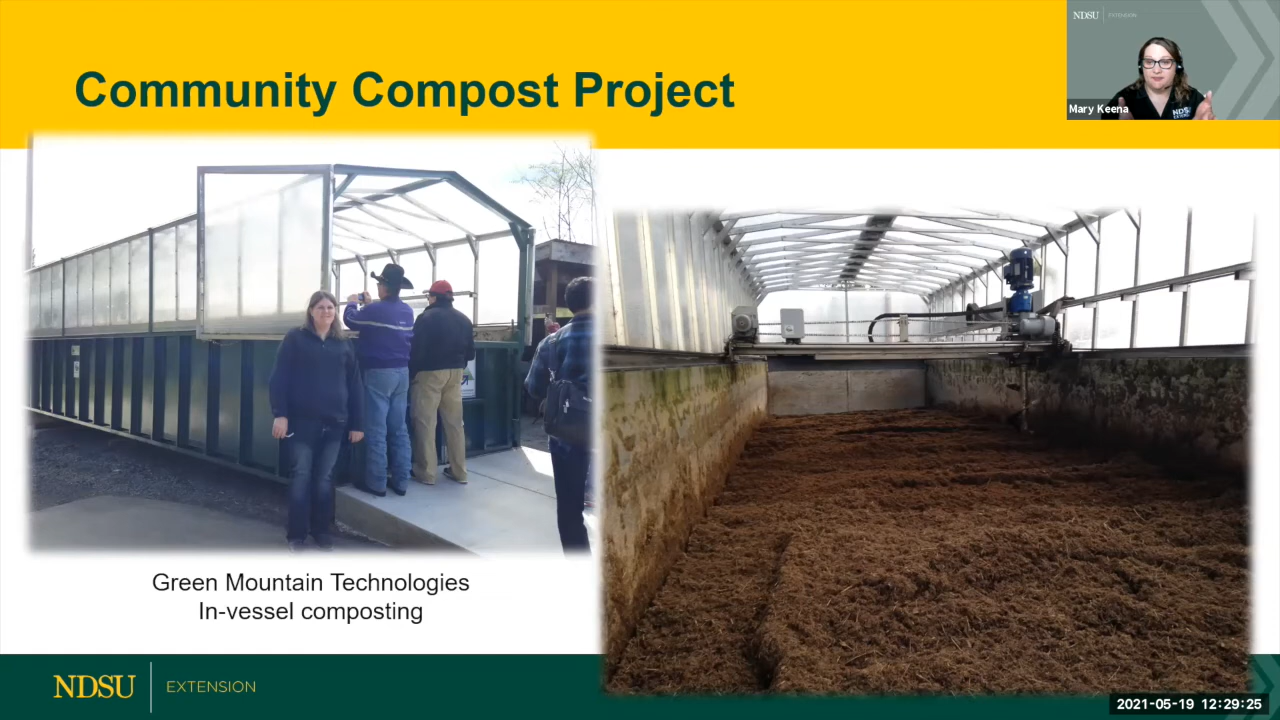 NDSU EXTENSION
Community Compost Project
Mary Keena
NDSU
Green Mountain Technologies
In-vessel composting
NDSU EXTENSION
2021-05-19 12:29:25